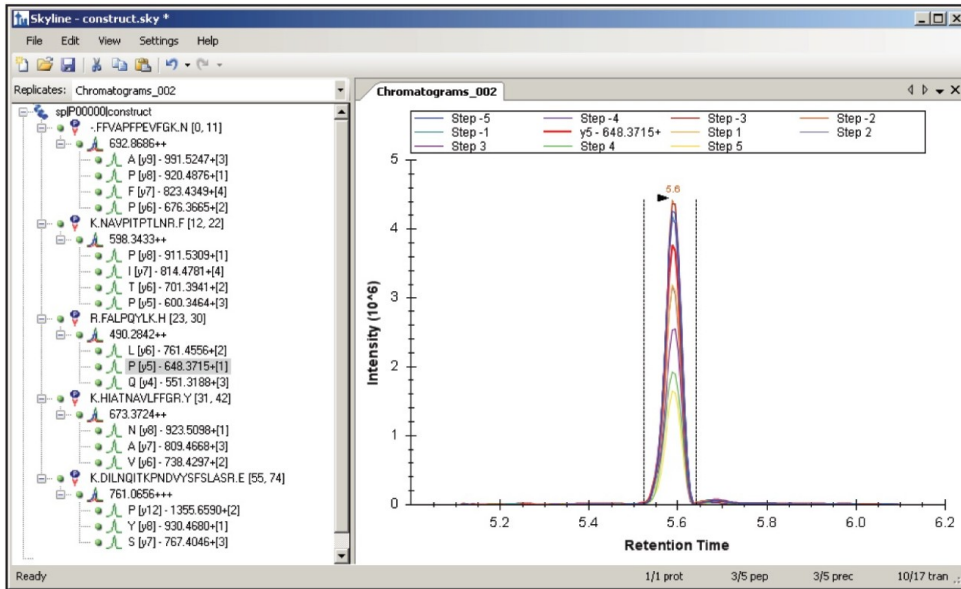 Skyline - construct.sky *
File Edit View Settings Help
Replicates: Chromatograms_002
sp|P00000|construct
-.FFVAPFPEVFGK.N [0, 11]
692.8686++
A [y9] - 991.5247+[3]
P [y8] - 920.4876+[1]
F [y7] - 823.4349+[4]
P [y6] - 676.3665+[2]
K.NAVPITPTLNR.F [12, 22]
598.3433++
P [y8] - 911.5309+[1]
I [y7] - 814.4781+[4]
T [y6] - 701.3941+[2]
P [y5] - 600.3464+[3]
R.FALPQYLK.H [23, 30]
490.2842++
L [y6] - 761.4556+[2]
P [y5] - 648.3715+[1]
Q [y4] - 551.3188+[3]
K.HIATNAVLFFGR.Y [31, 42]
673.3724++
N [y8] - 923.5098+[1]
A [y7] - 809.4668+[3]
V [y6] - 738.4297+[2]
K.DILNQITKPNDVYSFSLASR.E [55, 74]
761.0656+++
P [y12] - 1355.6590+[2]
Y [y8] - 930.4680+[1]
S [y7] - 767.4046+[3]
Chromatograms_002
Step -5 Step -4 Step -3 Step -2
Step -1 y5 - 648.3715+ Step 1 Step 2
Step 3 Step 4 Step 5
5.6
5
4
3
2
1
0
Intensity (10^6)
5.2 5.4 5.6 5.8 6.0 6.2
Retention Time
Ready 1/1 prot 3/5 pep 3/5 prec 10/17 tran